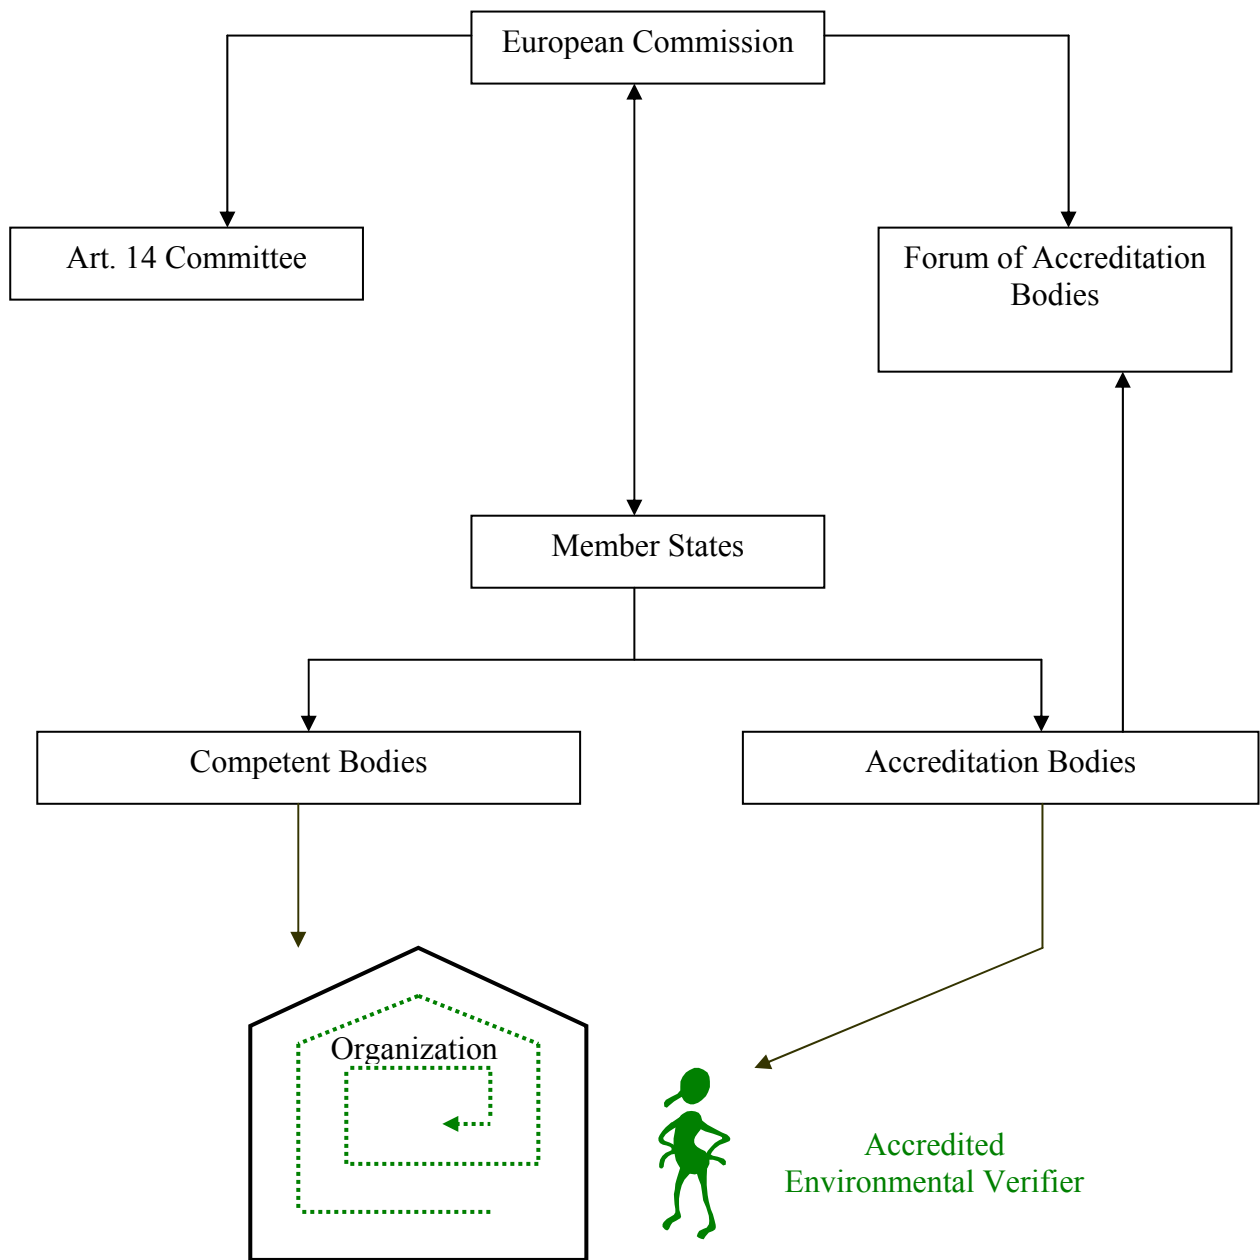 European Commission
Art. 14 Committee
Forum of Accreditation
Bodies
Member States
Competent Bodies
Accreditation Bodies
Organization
Accredited
Environmental Verifier